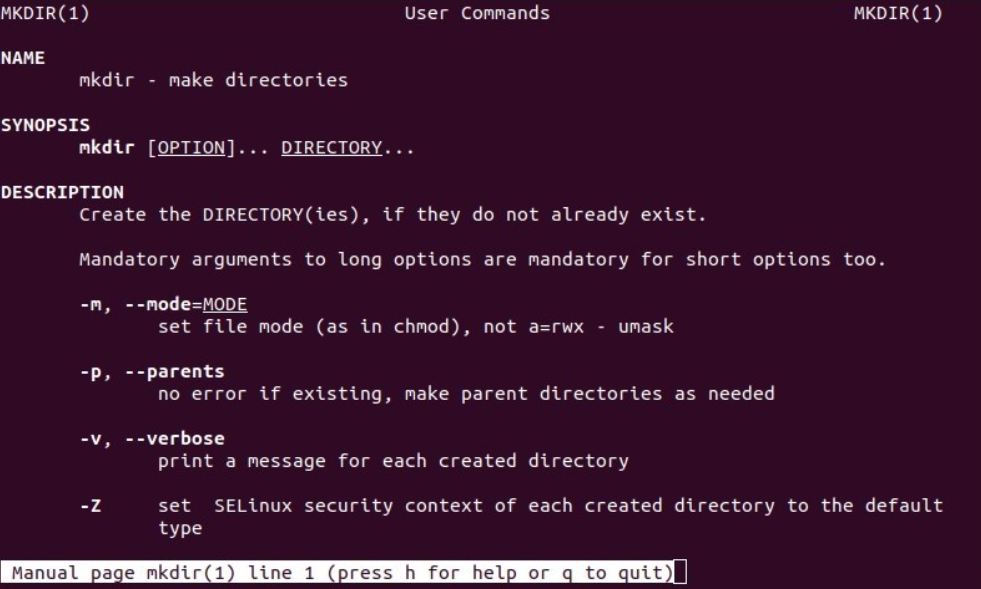 MKDIR(1) User Commands MKDIR(1)
NAME
mkdir - make directories
SYNOPSIS
mkdir [OPTION]... DIRECTORY...
DESCRIPTION
Create the DIRECTORY(ies), if they do not already exist.
Mandatory arguments to long options are mandatory for short options too.
-m, --mode=MODE
set file mode (as in chmod), not a=rwx - umask
-p, --parents
no error if existing, make parent directories as needed
-v, --verbose
print a message for each created directory
-Z set  SELinux security context of each created directory to the default
type
Manual page mkdir(1) line 1 (press h for help or q to quit)